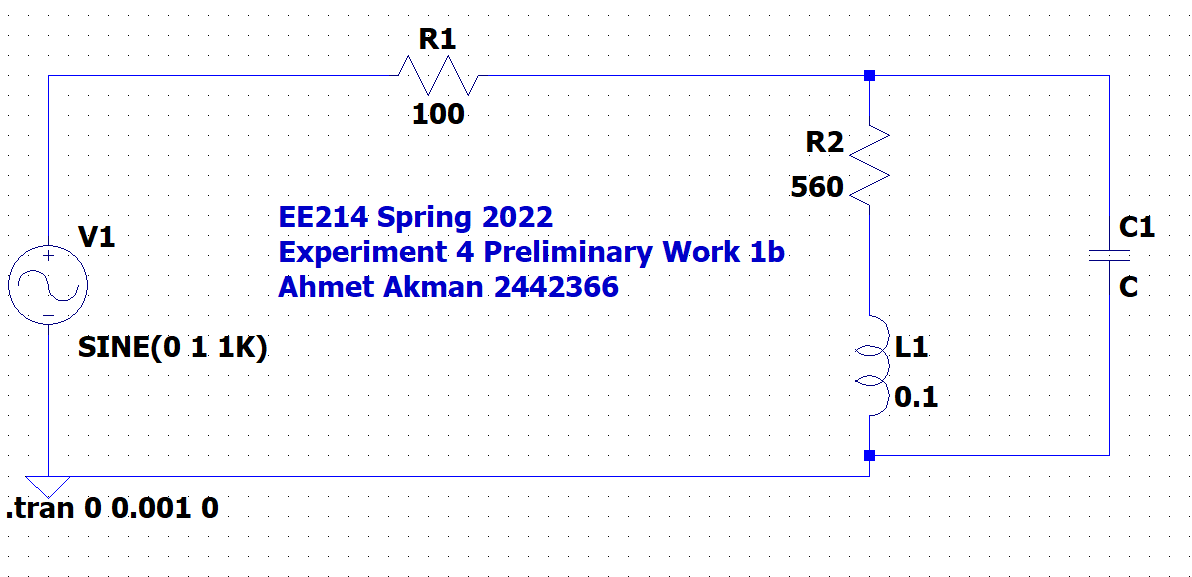 R1
100
R2
560
EE214 Spring 2022
Experiment 4 Preliminary Work 1b
Ahmet Akman 2442366
V1
+
−
SINE(0 1 1K)
C1
C
L1
0.1
.tran 0 0.001 0